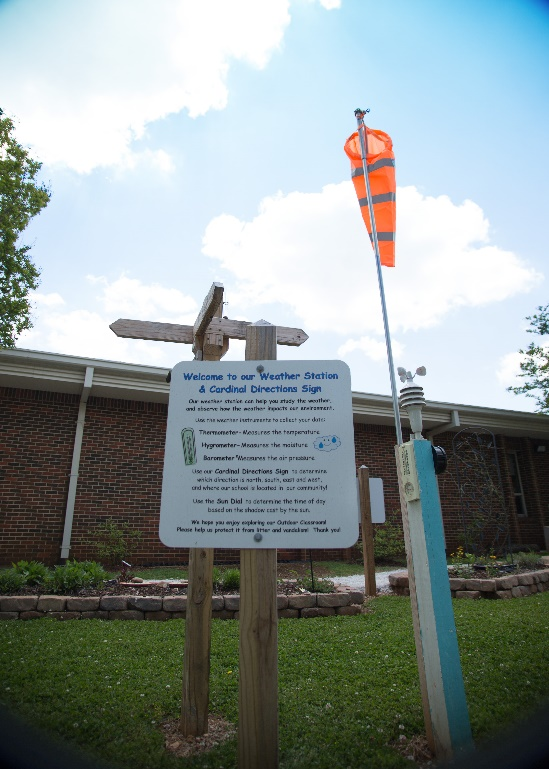 Welcome to our Weather Station
& Cardinal Directions Sign
Our weather station can help you study the weather,
and observe how the weather impacts our environment.
Use the weather instruments to collect your data:
Thermometer-Measures the temperature
Hygrometer-Measures the moisture
Barometer-Measures the air pressure
Use our Cardinal Directions Sign to determine
which direction is north, south, east and west,
and where our school is located in our community!
Use the Sun Dial to determine the time of day
based on the shadow cast by the sun.
We hope you enjoy exploring our Outdoor Classroom!
Please help us protect it from litter and vandalism! Thank you!